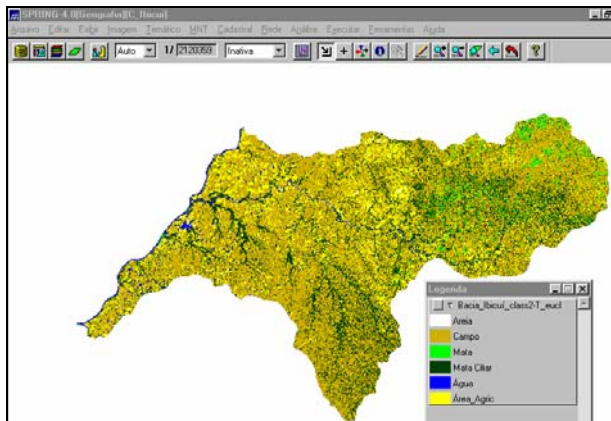 SPRING-4.0[Geografia][C_Ibicui]
Arquivo Editar Exibir Imagem Temático MNT Cadastral Rede Análise Executar Ferramentas Ajuda
Auto 1/ 2120359 Inativa
Legenda
Bacia_Ibicui_class2-T_eucl
Areia
Campo
Mata
Mata Ciliar
Água
Área_Agric